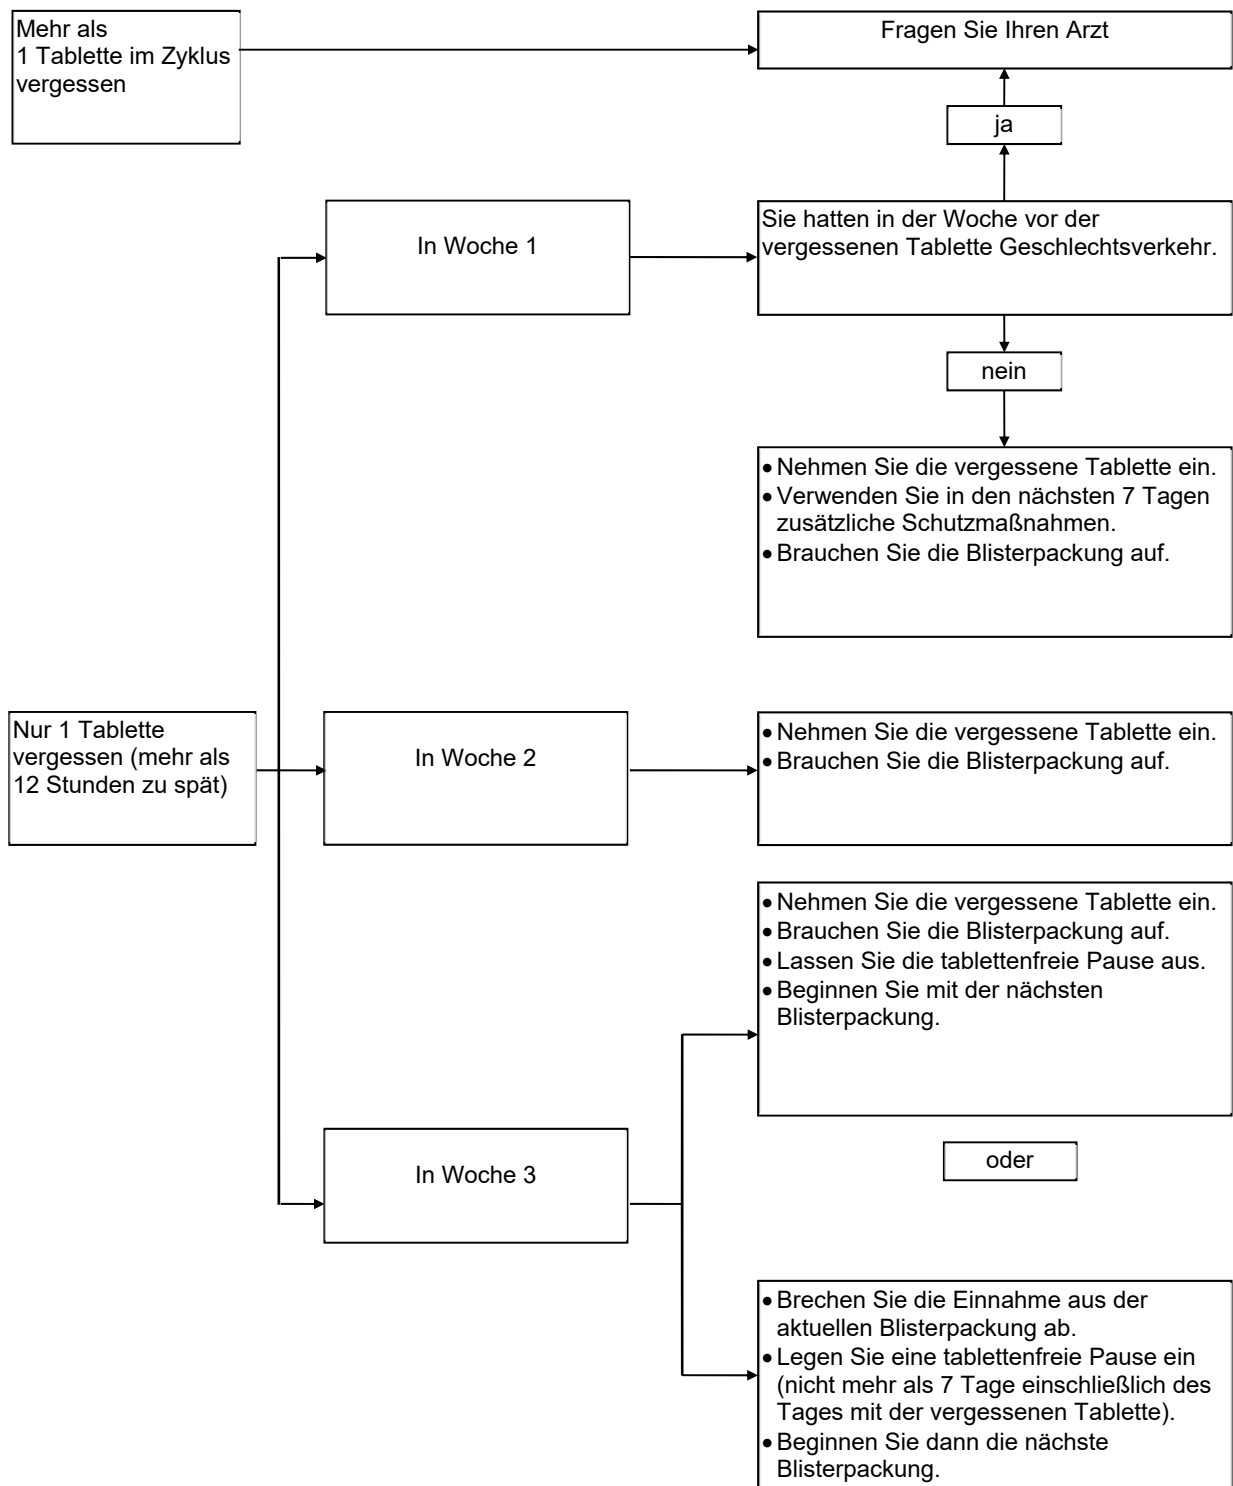 Mehr als
1 Tablette im Zyklus
vergessen
Fragen Sie Ihren Arzt
ja
In Woche 1
Sie hatten in der Woche vor der
vergessenen Tablette Geschlechtsverkehr.
nein
• Nehmen Sie die vergessene Tablette ein.
• Verwenden Sie in den nächsten 7 Tagen
zusätzliche Schutzmaßnahmen.
• Brauchen Sie die Blisterpackung auf.
Nur 1 Tablette
vergessen (mehr als
12 Stunden zu spät)
In Woche 2
• Nehmen Sie die vergessene Tablette ein.
• Brauchen Sie die Blisterpackung auf.
• Nehmen Sie die vergessene Tablette ein.
• Brauchen Sie die Blisterpackung auf.
• Lassen Sie die tablettenfreie Pause aus.
• Beginnen Sie mit der nächsten
Blisterpackung.
In Woche 3
oder
• Brechen Sie die Einnahme aus der
aktuellen Blisterpackung ab.
• Legen Sie eine tablettenfreie Pause ein
(nicht mehr als 7 Tage einschließlich des
Tages mit der vergessenen Tablette).
• Beginnen Sie dann die nächste
Blisterpackung.